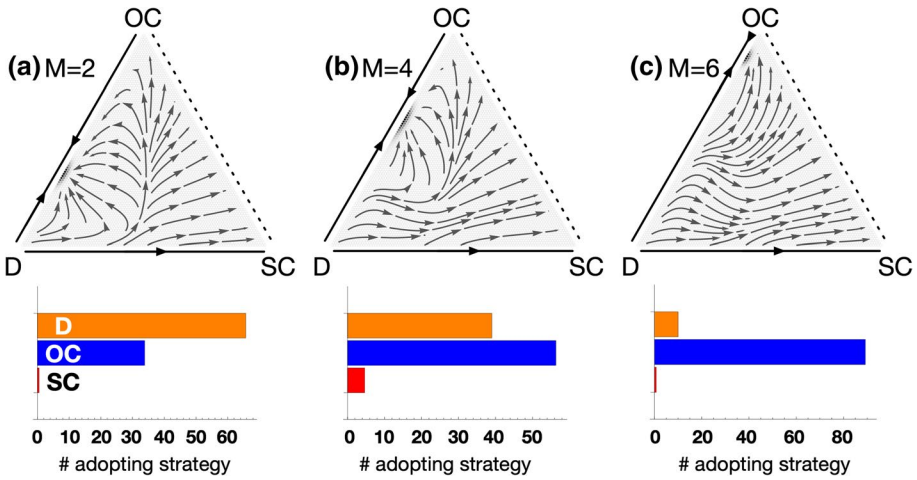 OC
(a) M=2
D
SC
OC
(b) M=4
D
SC
OC
(c) M=6
D
SC
D
OC
SC
0 10 20 30 40 50 60
# adopting strategy
0 10 20 30 40 50
# adopting strategy
0 20 40 60 80
# adopting strategy